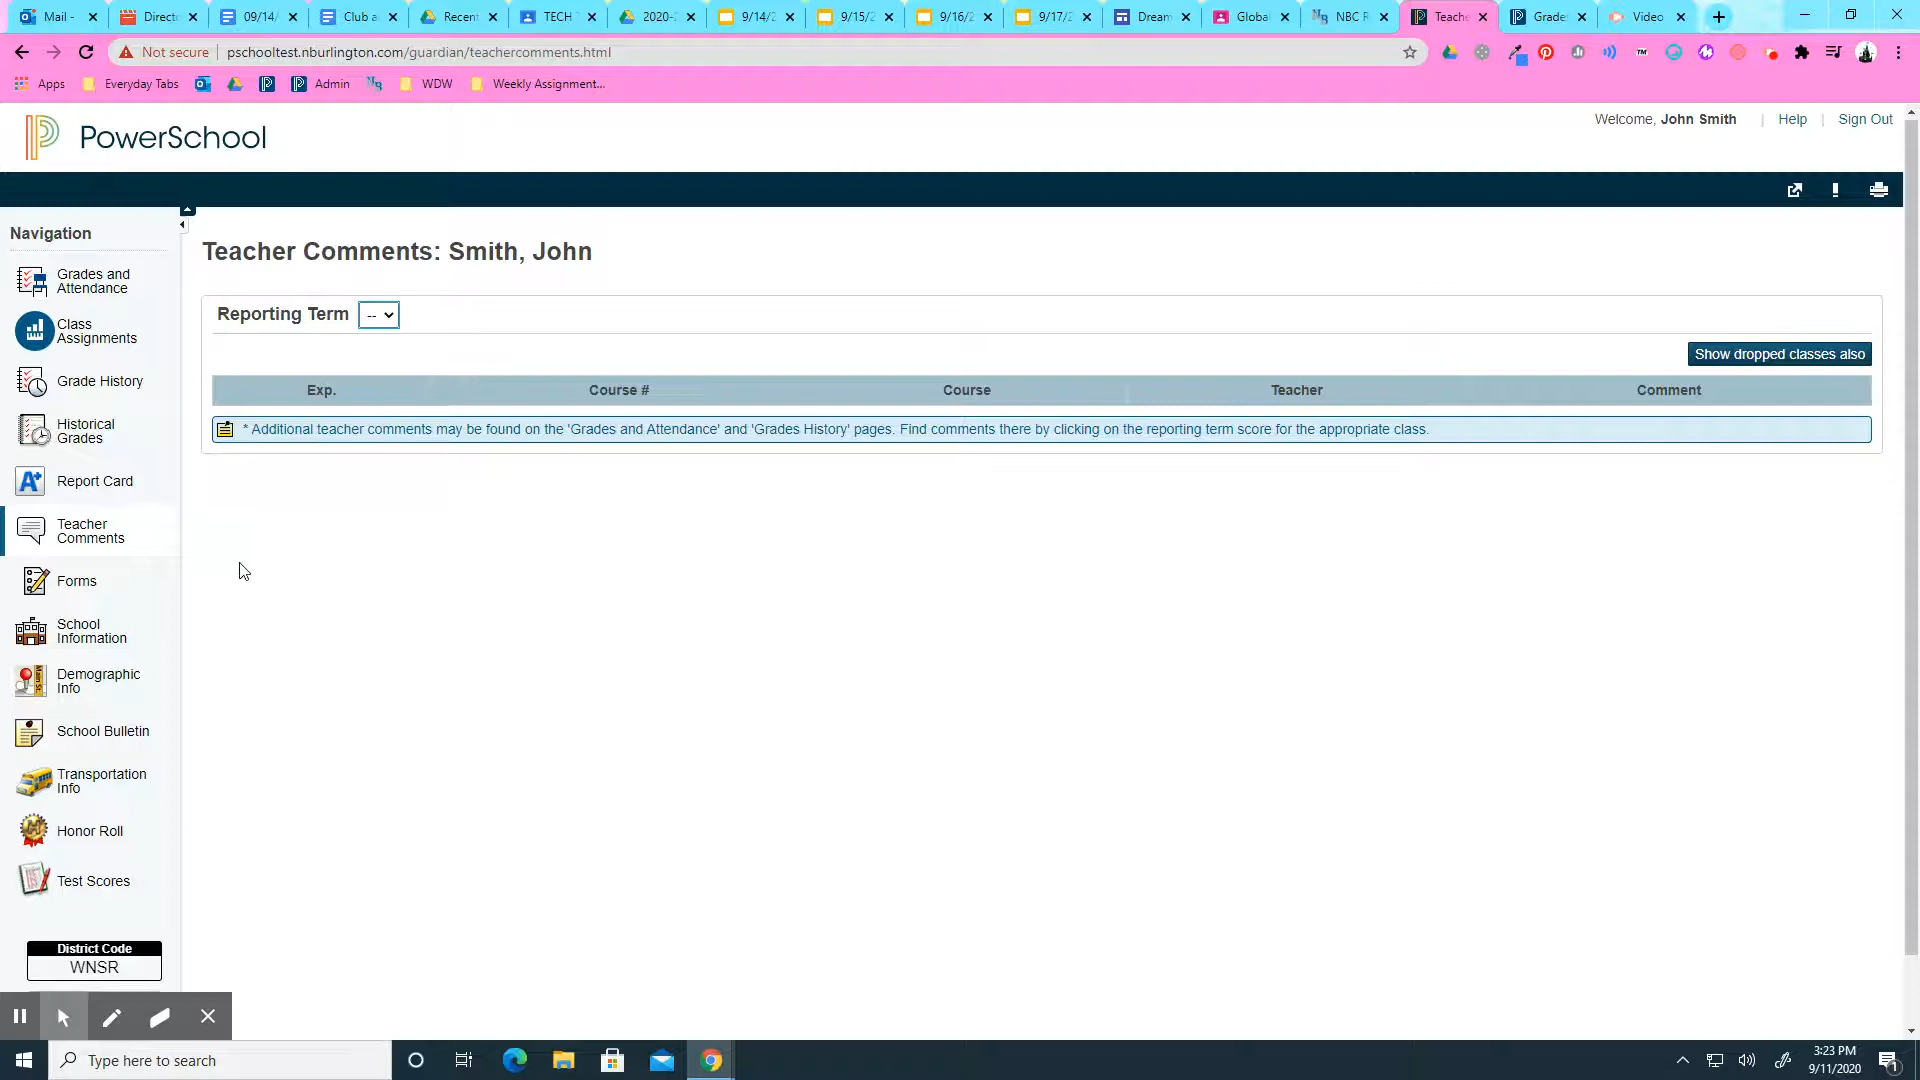 Mail -
Direct
09/14/
Club a
Recent
TECH
2020-
9/14/2
9/15/2
9/16/2
9/17/2
Dream
Global
NBC R
Teache
Grade
Video
Not secure
pschooltest.nburlington.com/guardian/teachercomments.html
Apps
Everyday Tabs
Admin
WDW
Weekly Assignment...
PowerSchool
Welcome, John Smith | Help | Sign Out
Navigation
Grades and
Attendance
Class
Assignments
Grade History
Historical
Grades
Report Card
Teacher
Comments
Forms
School
Information
Demographic
Info
School Bulletin
Transportation
Info
Honor Roll
Test Scores
District Code
WNSR
Teacher Comments: Smith, John
Reporting Term --
Show dropped classes also
Exp. Course # Course Teacher Comment
* Additional teacher comments may be found on the 'Grades and Attendance' and 'Grades History' pages. Find comments there by clicking on the reporting term score for the appropriate class.
Type here to search
3:23 PM
9/11/2020
1